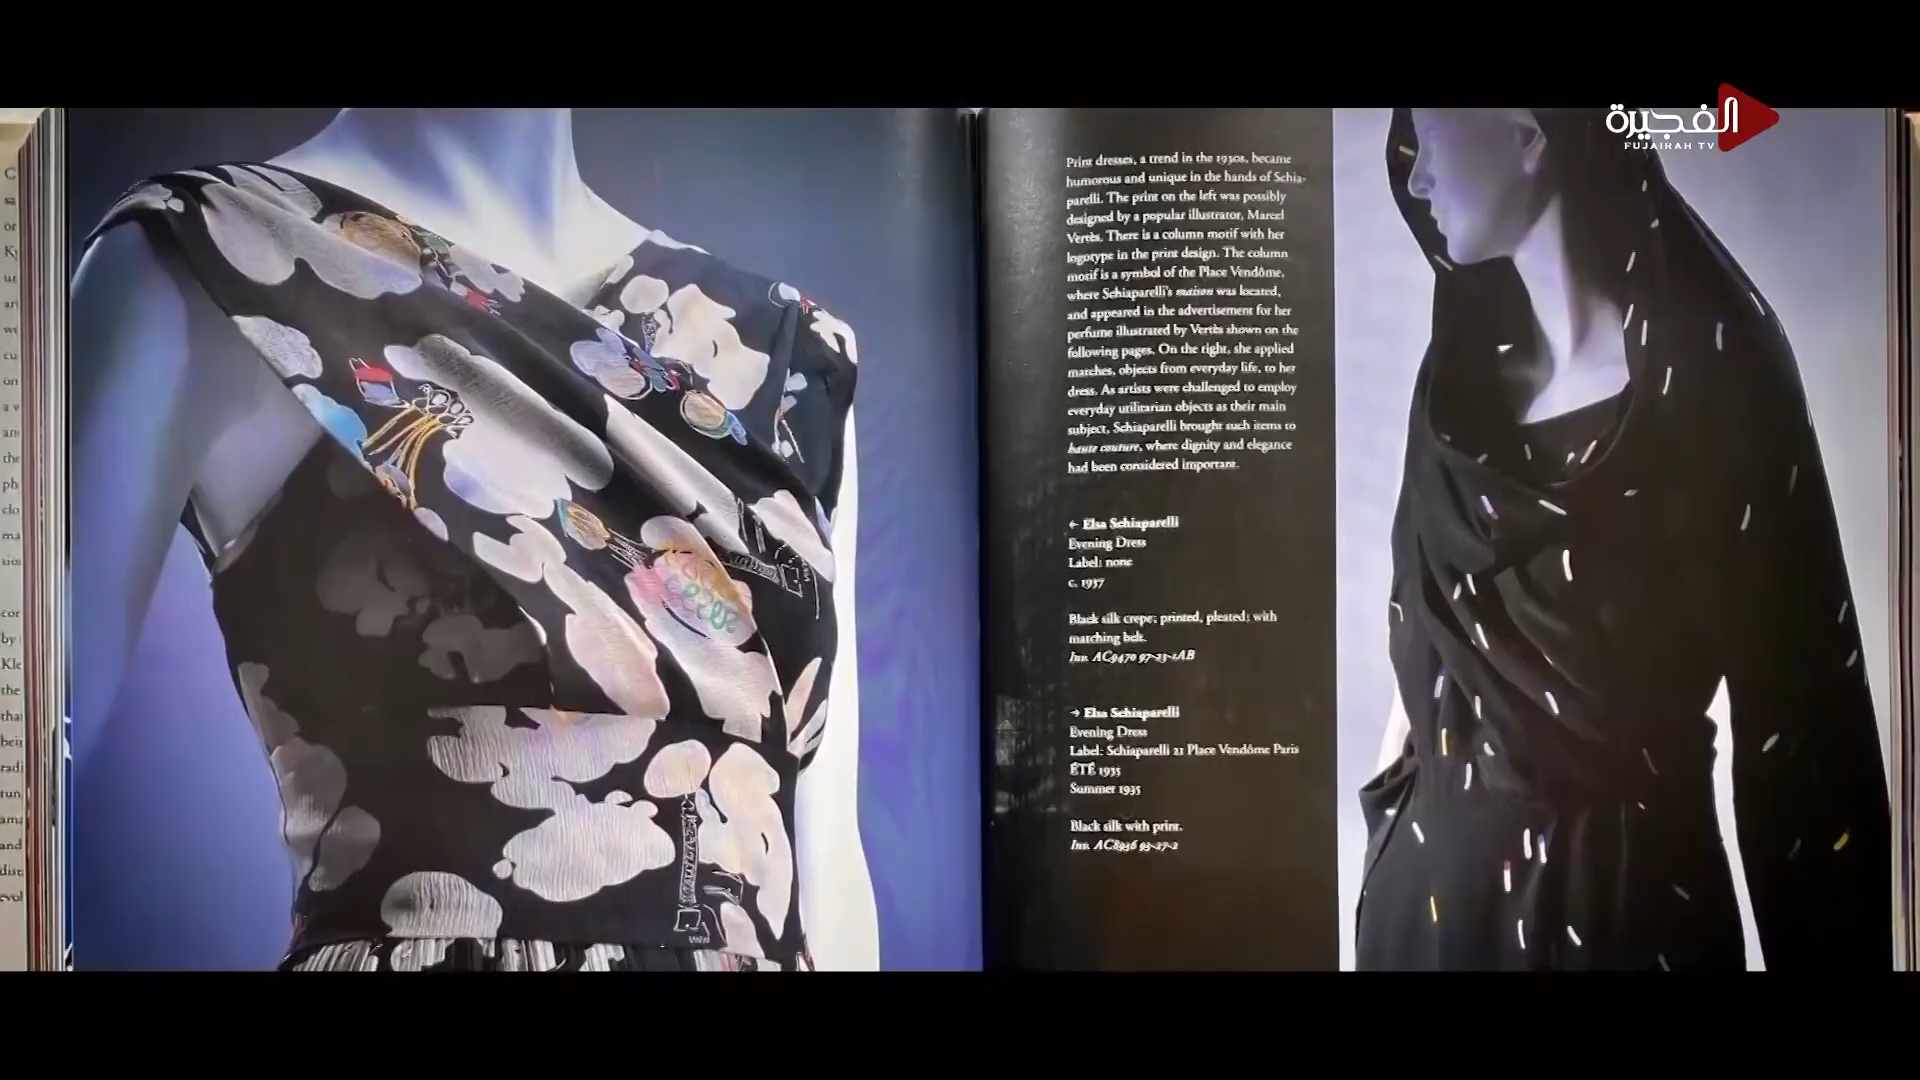 الفجيرة
FUJAIRAH TV
Print dresses, a trend in the 1930s, became
humorous and unique in the hands of Schia-
parelli. The print on the left was possibly
designed by a popular illustrator, Marcel
Vertès. There is a column motif with her
logotype in the print design. The column
motif is a symbol of the Place Vendôme,
where Schiaparelli's maison was located,
and appeared in the advertisement for her
perfume illustrated by Vertès shown on the
following pages. On the right, she applied
matches, objects from everyday life, to her
dress. As artists were challenged to employ
everyday utilitarian objects as their main
subject, Schiaparelli brought such items to
haute couture, where dignity and elegance
had been considered important.
← Elsa Schiaparelli
Evening Dress
Label: none
c. 1937
Black silk crepe; printed, pleated; with
matching belt.
Inv. AC9470 97-23-1AB
→ Elsa Schiaparelli
Evening Dress
Label: Schiaparelli 21 Place Vendôme Paris
ÉTÉ 1935
Summer 1935
Black silk with print.
Inv. AC8936 93-27-2